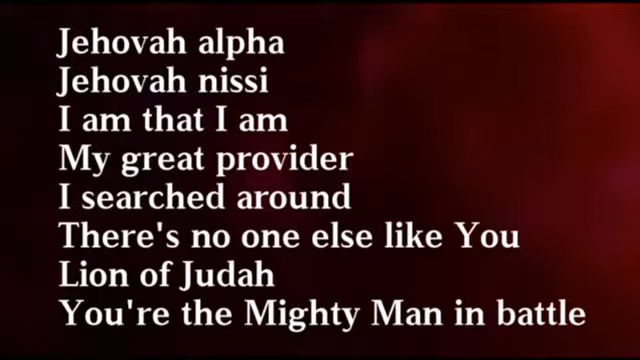 Jehovah alpha
Jehovah nissi
I am that I am
My great provider
I searched around
There's no one else like You
Lion of Judah
You're the Mighty Man in battle